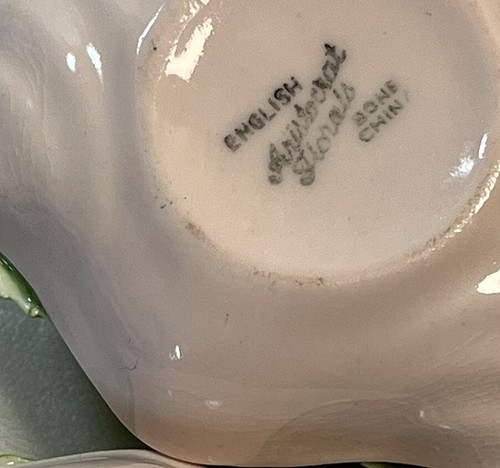 ENGLISH
Aristocrat
Florals
BONE
CHINA